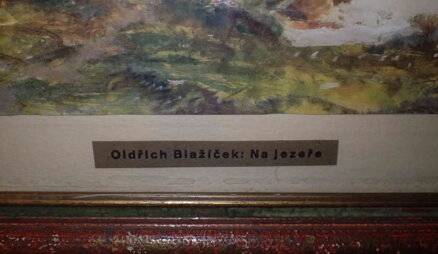 Oldřich Blažíček: Na jezeře